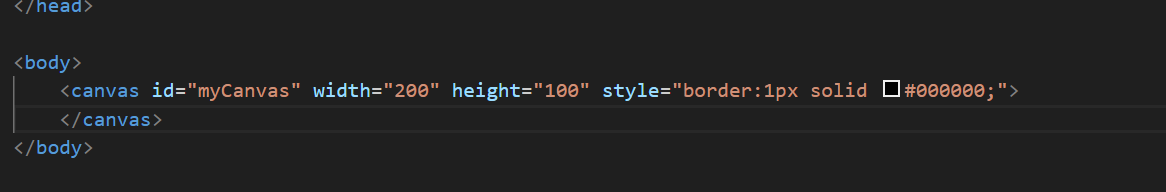 </head>
<body>
<canvas id="myCanvas" width="200" height="100" style="border:1px solid #000000;">
</canvas>
</body>